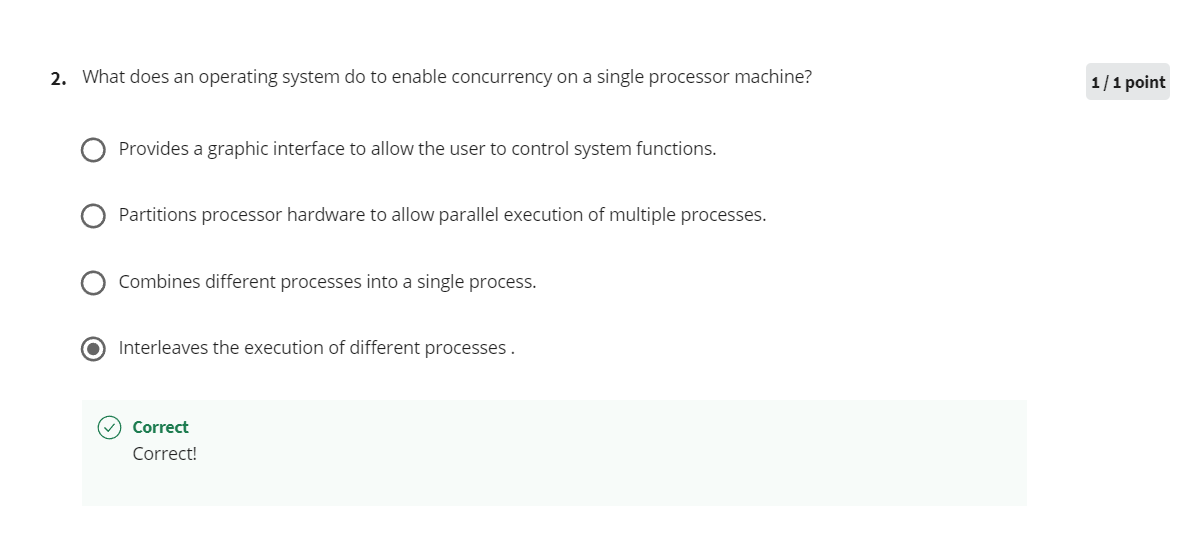 2. What does an operating system do to enable concurrency on a single processor machine?
1 / 1 point
Provides a graphic interface to allow the user to control system functions.
Partitions processor hardware to allow parallel execution of multiple processes.
Combines different processes into a single process.
Interleaves the execution of different processes .
Correct
Correct!